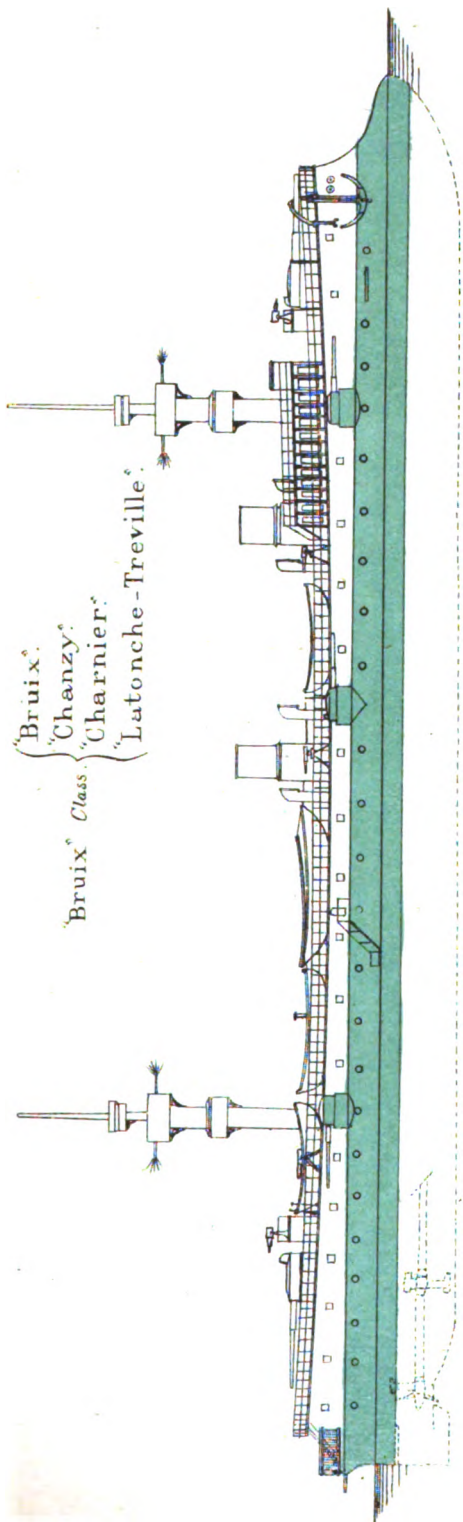 "Bruix" Class.
"Bruix".
"Chanzy".
"Charnier".
"Latonche-Treville".